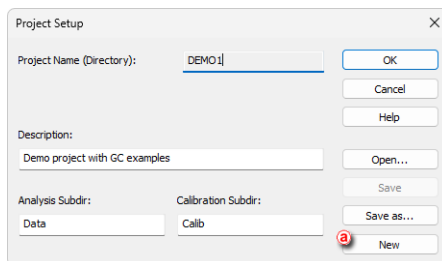 Project Setup
Project Name (Directory): DEMO1 OK
Cancel
Help
Description:
Demo project with GC examples Open...
Save
Analysis Subdir: Calibration Subdir:
Data Calib Save as...
a New